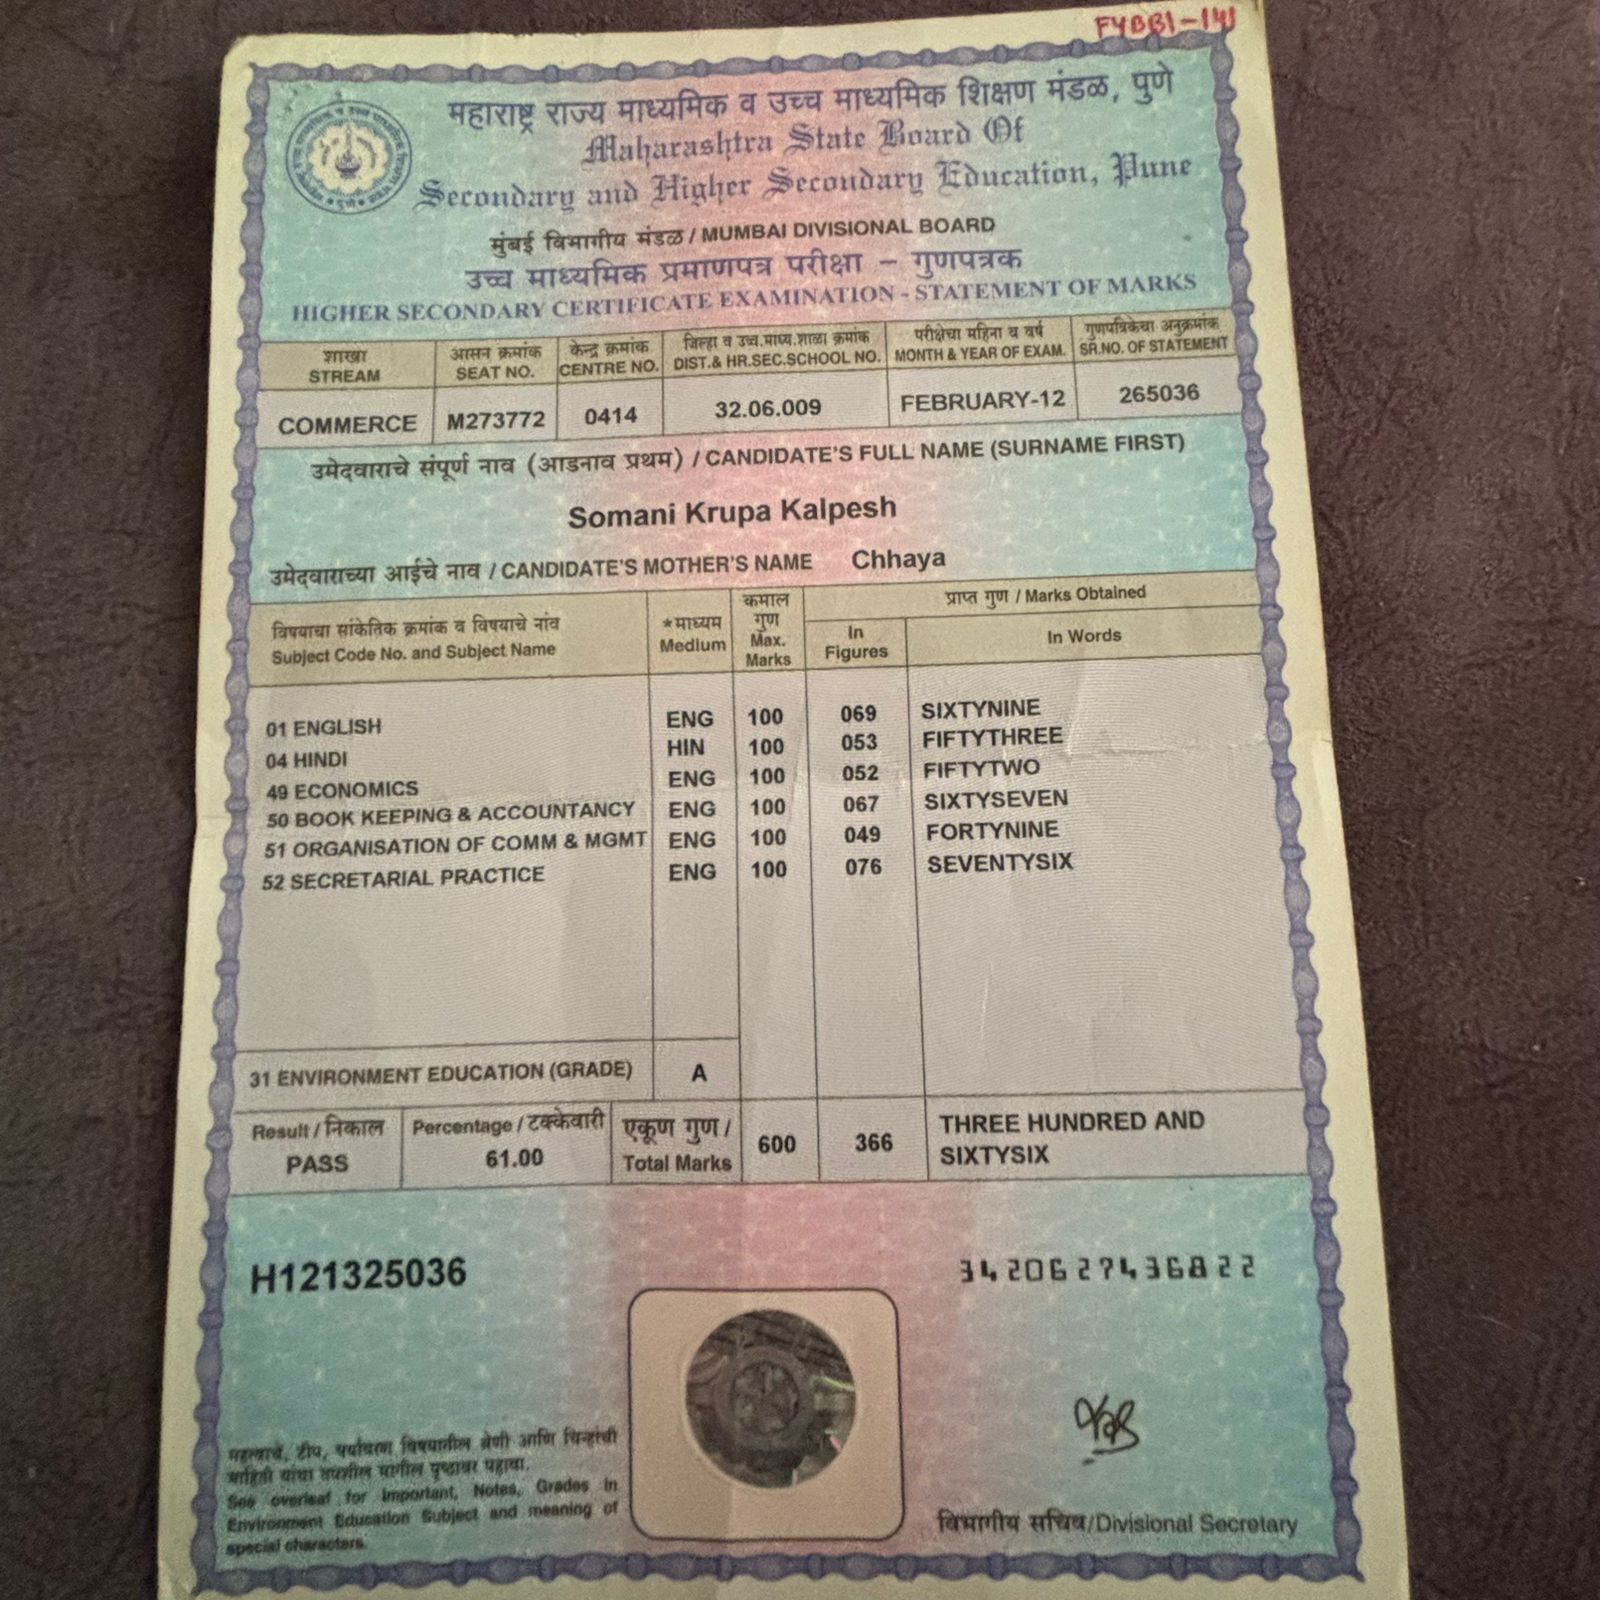 FYBBI-141
महाराष्ट्र राज्य माध्यमिक व उच्च माध्यमिक शिक्षण मंडळ, पुणे
Maharashtra State Board Of
Secondary and Higher Secondary Education, Pune
मुंबई विभागीय मंडळ / MUMBAI DIVISIONAL BOARD
उच्च माध्यमिक प्रमाणपत्र परीक्षा – गुणपत्रक
HIGHER SECONDARY CERTIFICATE EXAMINATION - STATEMENT OF MARKS
शाखा आसन क्रमांक केन्द्र क्रमांक जिल्हा व उच्च.माध्य.शाळा क्रमांक परीक्षेचा महिना व वर्ष गुणपत्रिकेचा अनुक्रमांक
STREAM SEAT NO. CENTRE NO. DIST.& HR.SEC.SCHOOL NO. MONTH & YEAR OF EXAM. SR.NO. OF STATEMENT
COMMERCE M273772 0414 32.06.009 FEBRUARY-12 265036
उमेदवाराचे संपूर्ण नाव (आडनाव प्रथम) / CANDIDATE'S FULL NAME (SURNAME FIRST)
Somani Krupa Kalpesh
उमेदवाराच्या आईचे नाव / CANDIDATE'S MOTHER'S NAME Chhaya
विषयाचा सांकेतिक क्रमांक व विषयाचे नांव
Subject Code No. and Subject Name
*माध्यम
Medium
कमाल
गुण
Max.
Marks
प्राप्त गुण / Marks Obtained
In
Figures
In Words
01 ENGLISH ENG 100 069 SIXTYNINE
04 HINDI HIN 100 053 FIFTYTHREE
49 ECONOMICS ENG 100 052 FIFTYTWO
50 BOOK KEEPING & ACCOUNTANCY ENG 100 067 SIXTYSEVEN
51 ORGANISATION OF COMM & MGMT ENG 100 049 FORTYNINE
52 SECRETARIAL PRACTICE ENG 100 076 SEVENTYSIX
31 ENVIRONMENT EDUCATION (GRADE) A
Result / निकाल
PASS
Percentage / टक्केवारी
61.00
एकूण गुण /
Total Marks
600 366
THREE HUNDRED AND
SIXTYSIX
H121325036
3420627436822
महत्वाचे, टीप, पर्यावरण विषयातील श्रेणी आणि चिन्हांची
माहिती यांचा तपशील मागील पृष्ठावर पहावा.
See overleaf for Important, Notes, Grades in
Environment Education Subject and meaning of
special characters.
विभागीय सचिव/Divisional Secretary